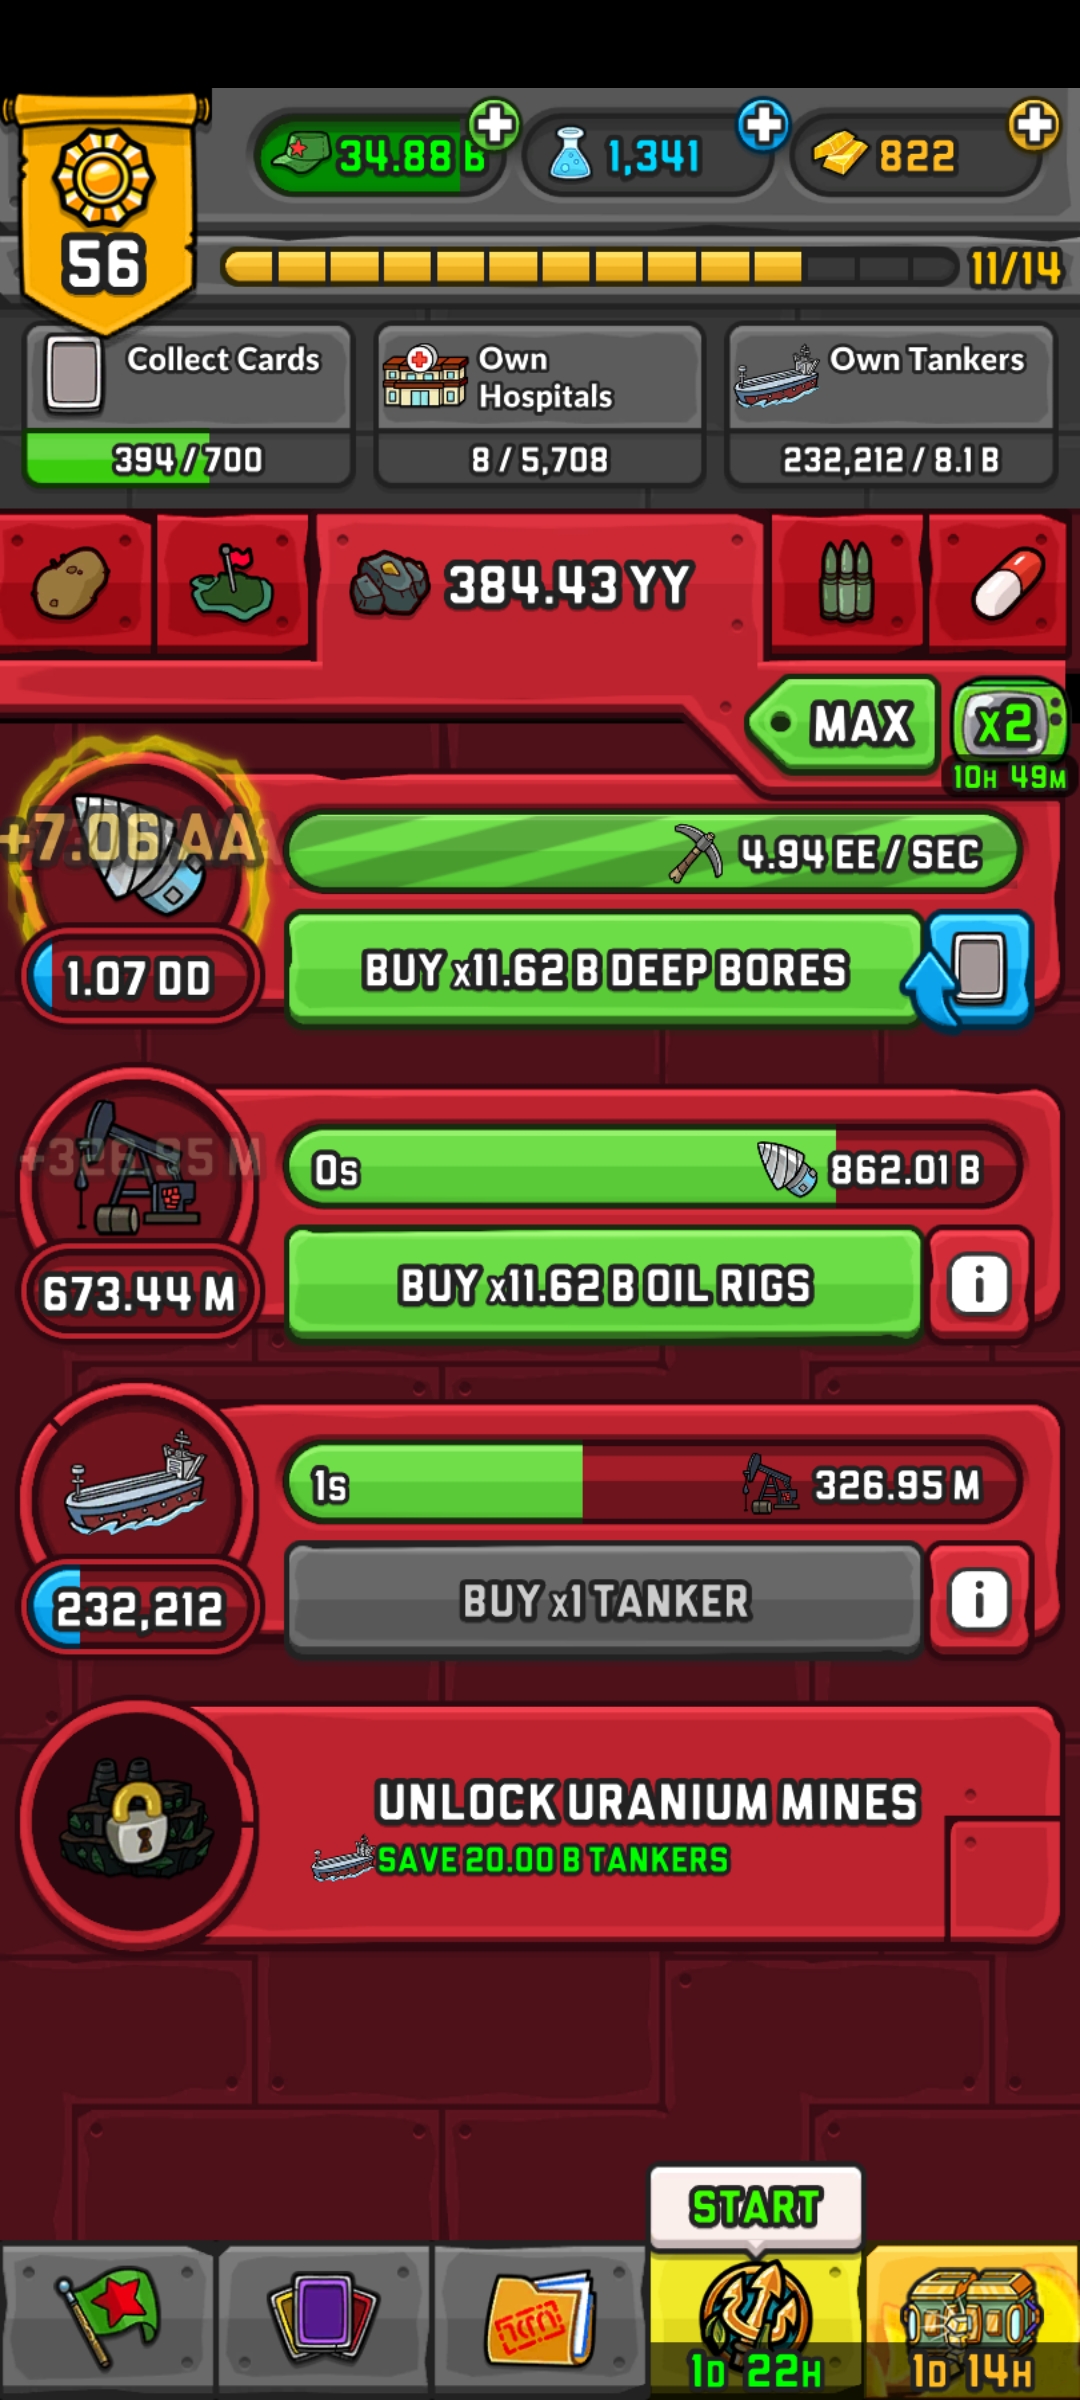 56
34.88 B
1,341
822
11/14
Collect Cards
394 / 700
Own
Hospitals
8 / 5,708
Own Tankers
232,212 / 8.1 B
384.43 YY
MAX
x2
10H 49M
+7.06 AA
4.94 EE / SEC
1.07 DD
BUY x11.62 B DEEP BORES
+326.95 M
0s
862.01 B
673.44 M
BUY x11.62 B OIL RIGS
i
1s
326.95 M
232,212
BUY x1 TANKER
i
UNLOCK URANIUM MINES
SAVE 20.00 B TANKERS
START
1D 22H
1D 14H